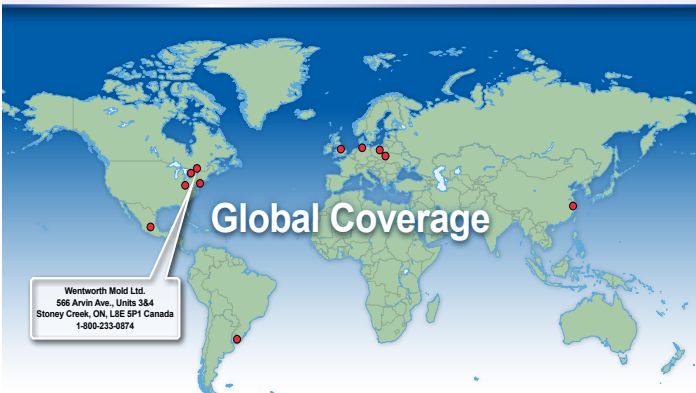 Global Coverage
Wentworth Mold Ltd.
566 Arvin Ave., Units 3&4
Stoney Creek, ON, L8E 5P1 Canada
1-800-233-0874